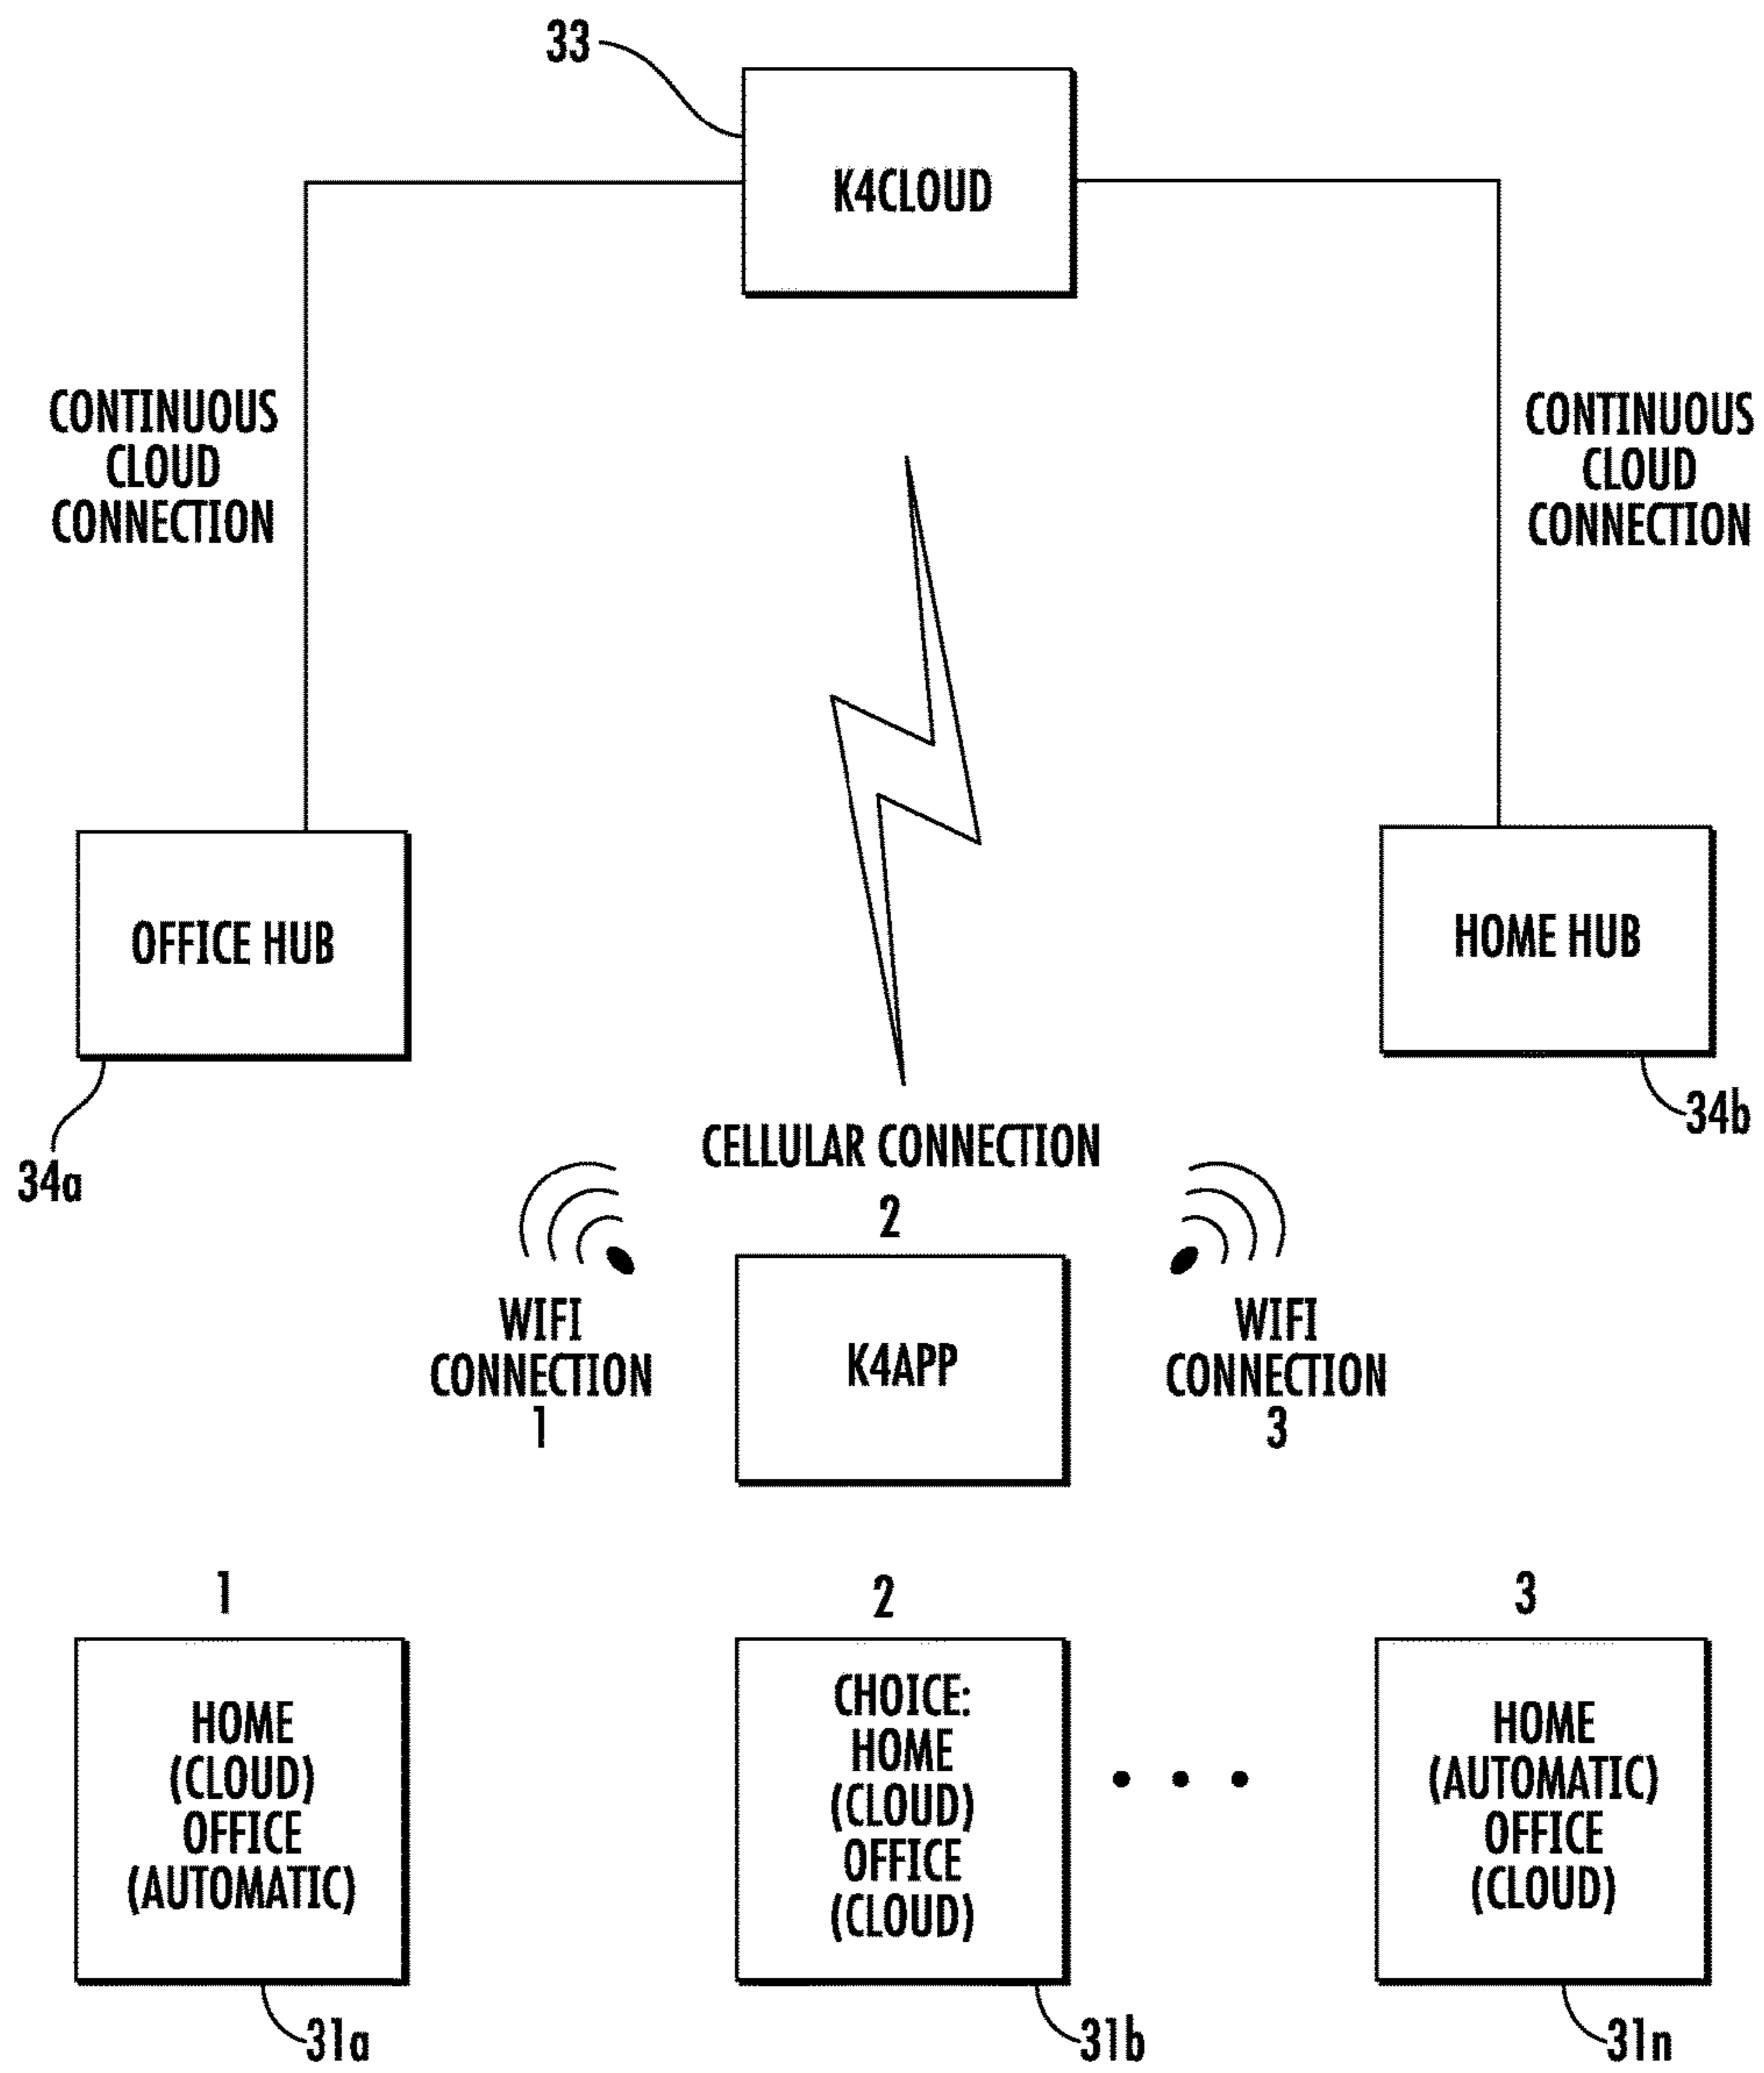 33
K4CLOUD
CONTINUOUS
CLOUD
CONNECTION
CONTINUOUS
CLOUD
CONNECTION
OFFICE HUB
HOME HUB
34a
34b
CELLULAR CONNECTION
2
WIFI
CONNECTION
1
K4APP
WIFI
CONNECTION
3
1
HOME
(CLOUD)
OFFICE
(AUTOMATIC)
31a
2
CHOICE:
HOME
(CLOUD)
OFFICE
(CLOUD)
31b
3
HOME
(AUTOMATIC)
OFFICE
(CLOUD)
31n